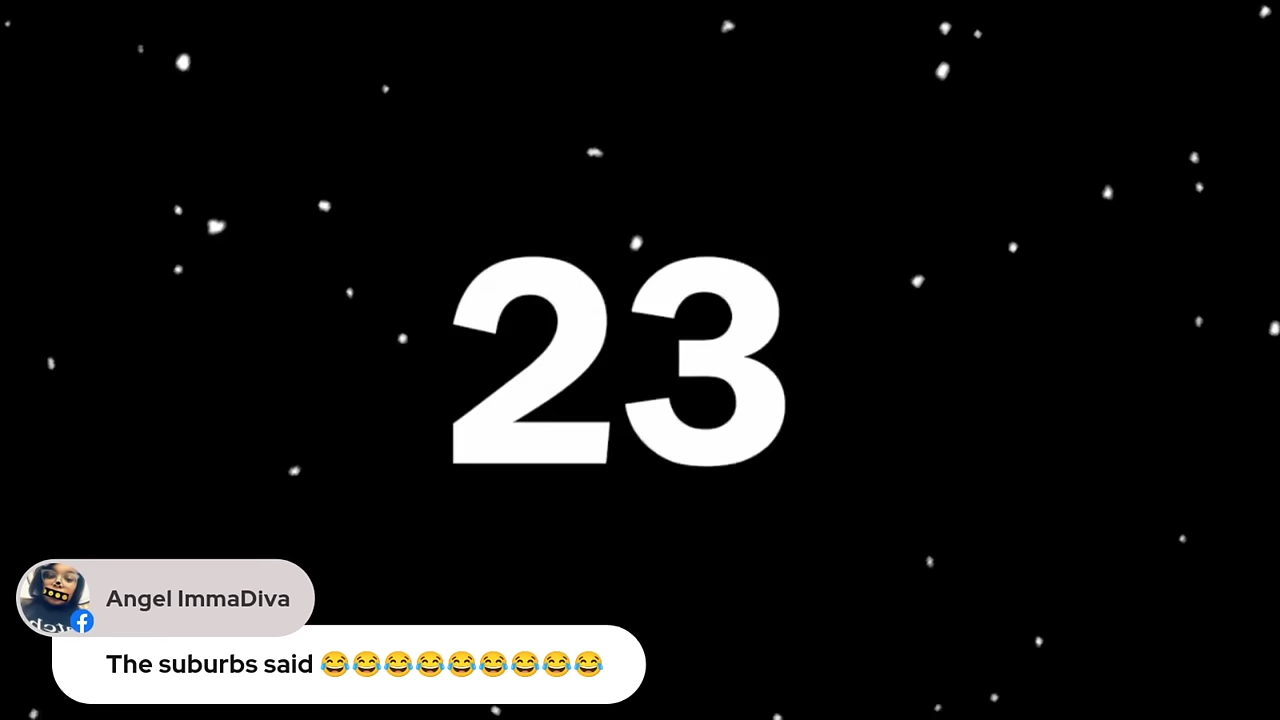 23
Angel ImmaDiva
The suburbs said 😂😂😂😂😂😂😂😂😂